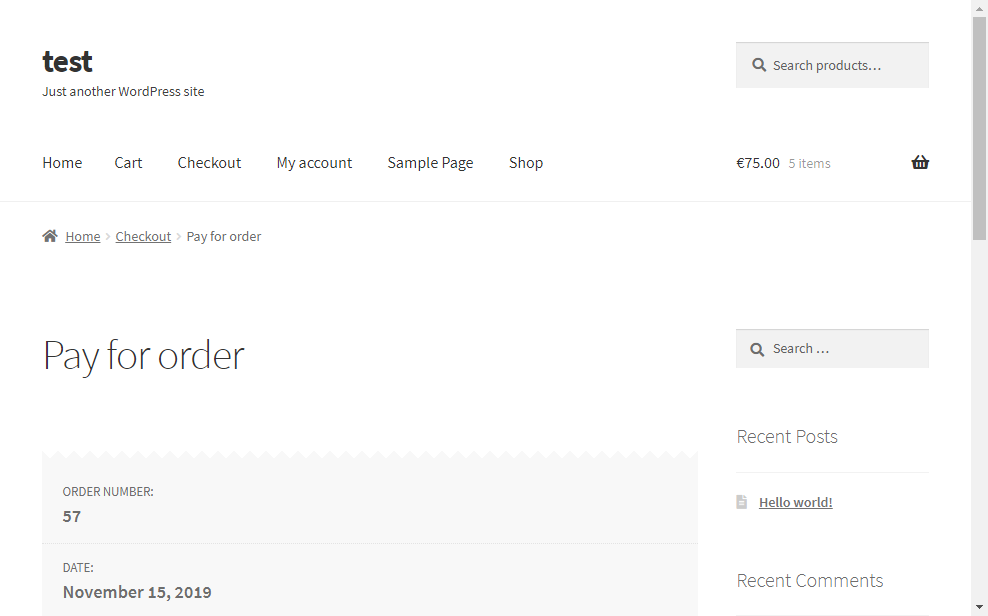 test
Just another WordPress site
Search products…
Home Cart Checkout My account Sample Page Shop
€75.00 5 items
Home Checkout Pay for order
Pay for order
ORDER NUMBER:
57
DATE:
November 15, 2019
Search …
Recent Posts
Hello world!
Recent Comments